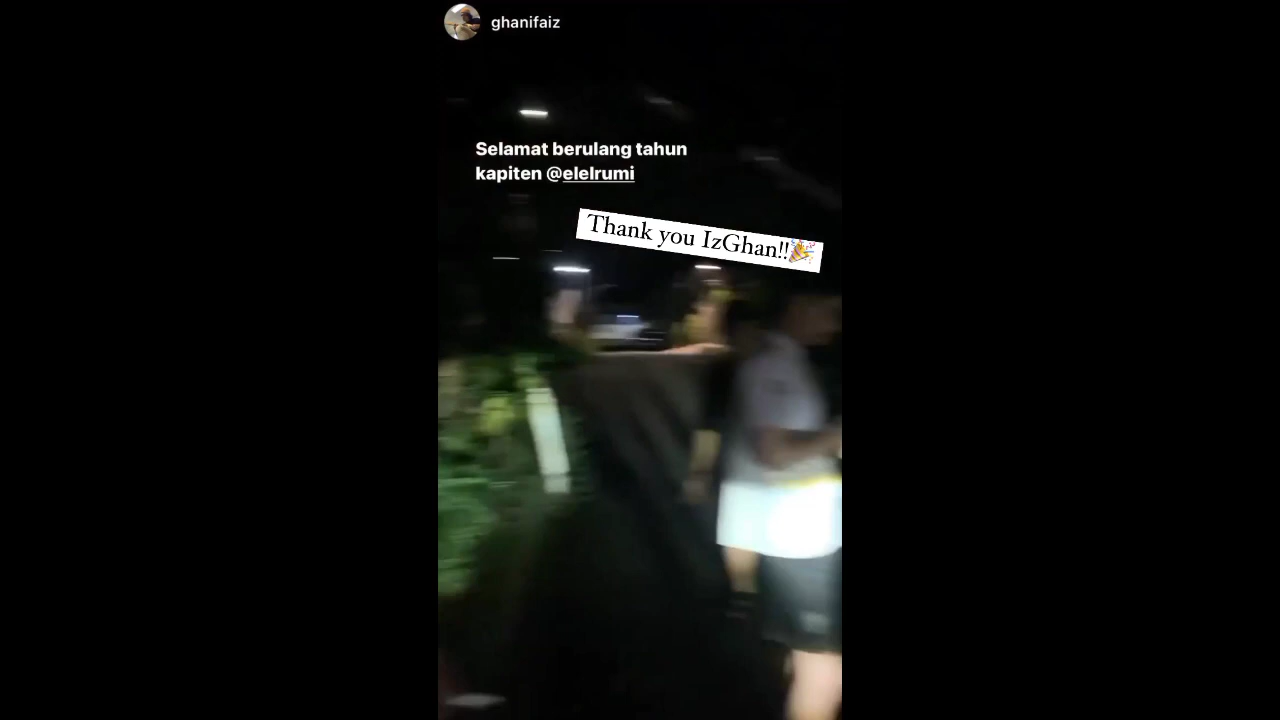 ghanifaiz
Selamat berulang tahun
kapiten @elelrumi
Thank you IzGhan!!🎉